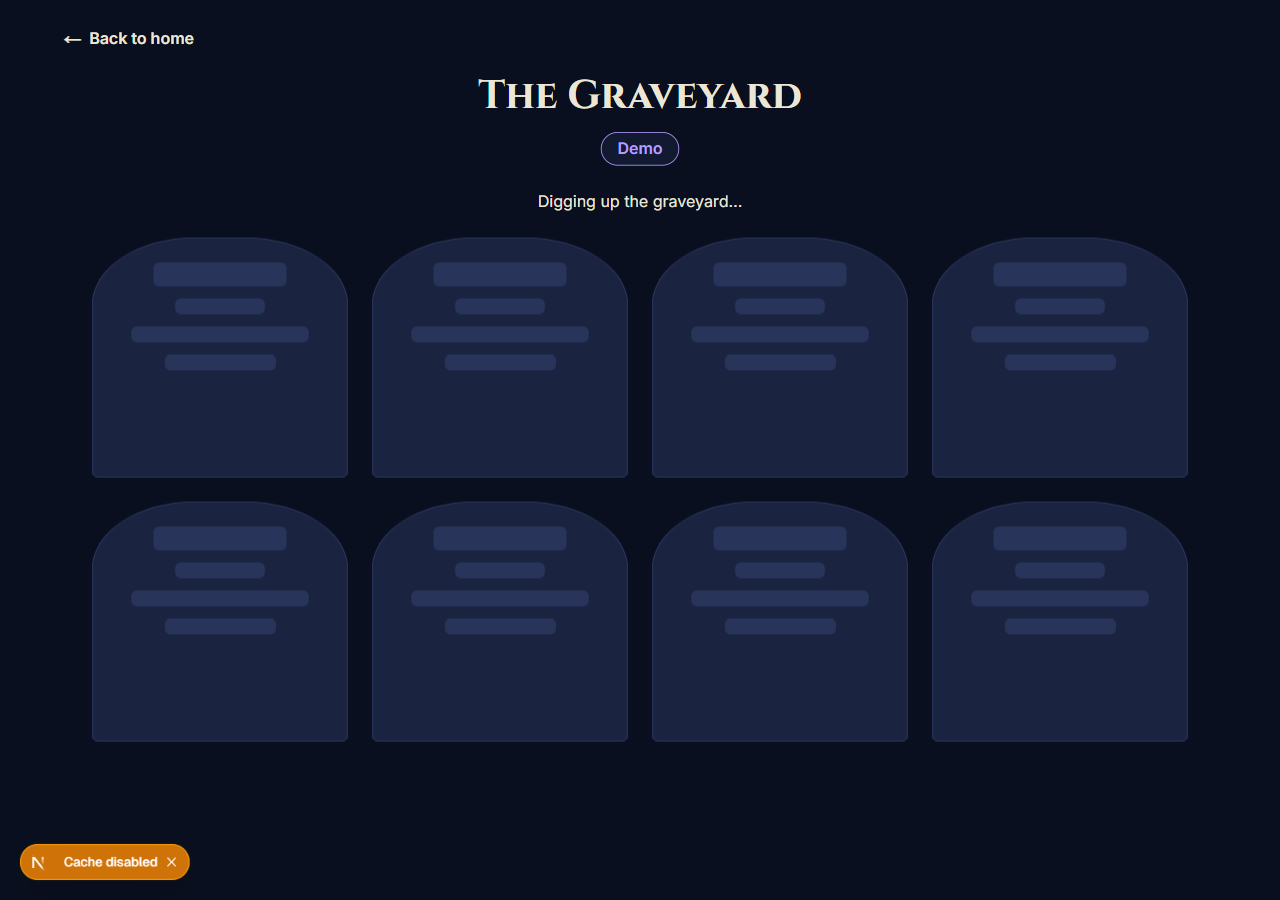 ← Back to home
The Graveyard
Demo
Digging up the graveyard...
Cache disabled